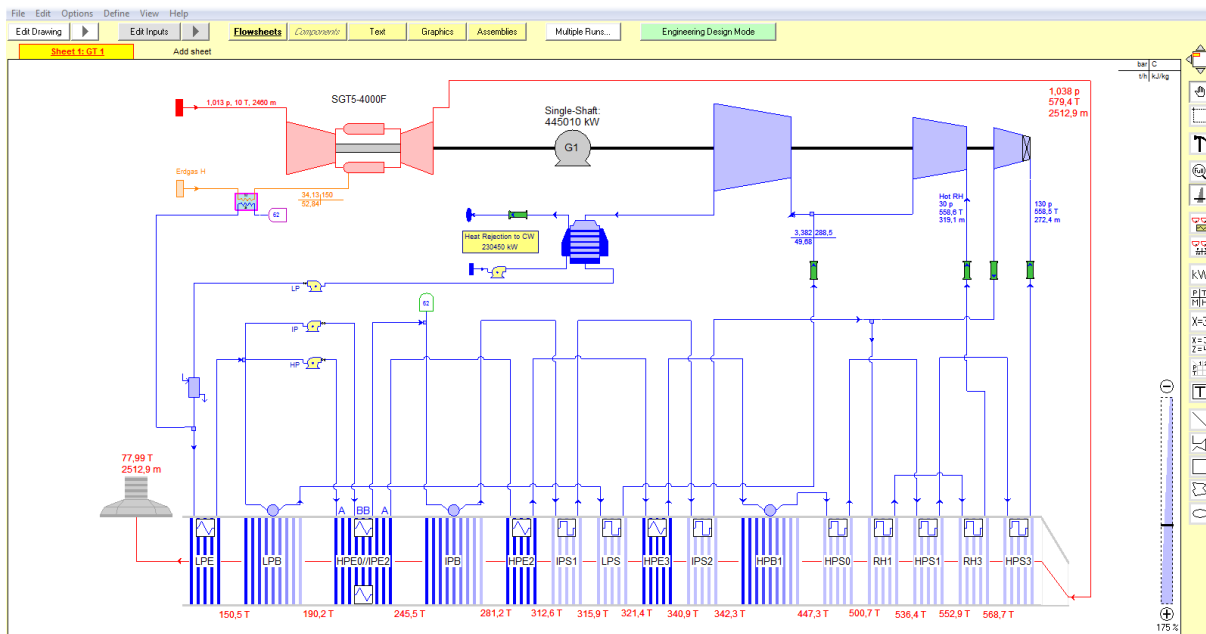 File Edit Options Define View Help
Edit Drawing Edit Inputs Flowsheets Components Text Graphics Assemblies Multiple Runs... Engineering Design Mode
Sheet 1: GT 1 Add sheet
bar C
t/h kJ/kg
SGT5-4000F
1,013 p, 10 T, 2460 m
Single-Shaft:
445010 kW
G1
1,038 p
579,4 T
2512,9 m
Erdgas H
34,13 150
52,84
62
Heat Rejection to CW
230450 kW
3,382 288,5
49,68
Hot RH
30 p
558,6 T
319,1 m
130 p
558,5 T
272,4 m
LP
62
IP
HP
77,99 T
2512,9 m
A BB A
LPE LPB HPE0//IPE2 IPB HPE2 IPS1 LPS HPE3 IPS2 HPB1 HPS0 RH1 HPS1 RH3 HPS3
150,5 T 190,2 T 245,5 T 281,2 T 312,6 T 315,9 T 321,4 T 340,9 T 342,3 T 447,3 T 500,7 T 536,4 T 552,9 T 568,7 T
kW
P T
M H
T
175 %